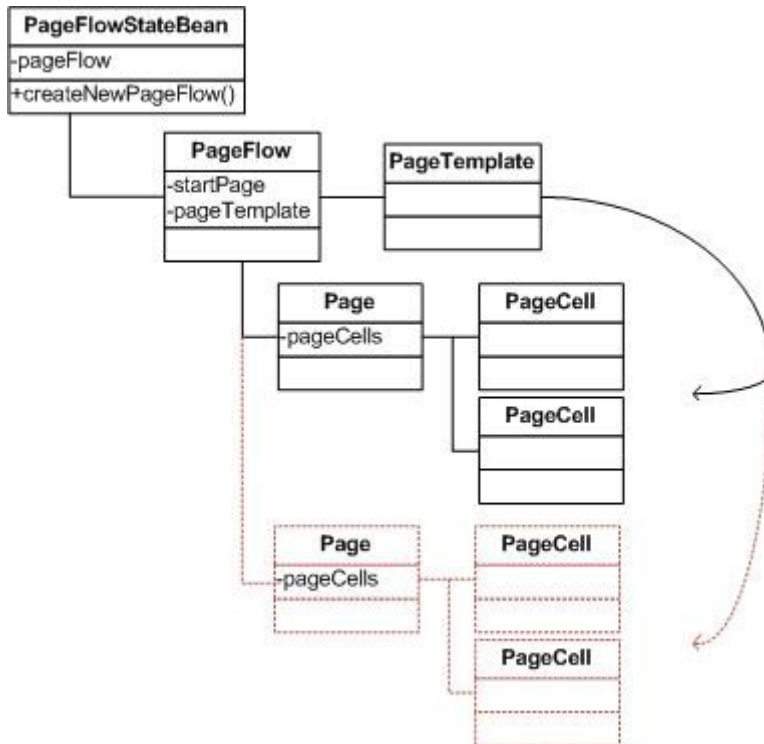 PageFlowStateBean
-pageFlow
+createNewPageFlow()
PageFlow
-startPage
-pageTemplate
PageTemplate
Page
-pageCells
PageCell
PageCell
Page
-pageCells
PageCell
PageCell